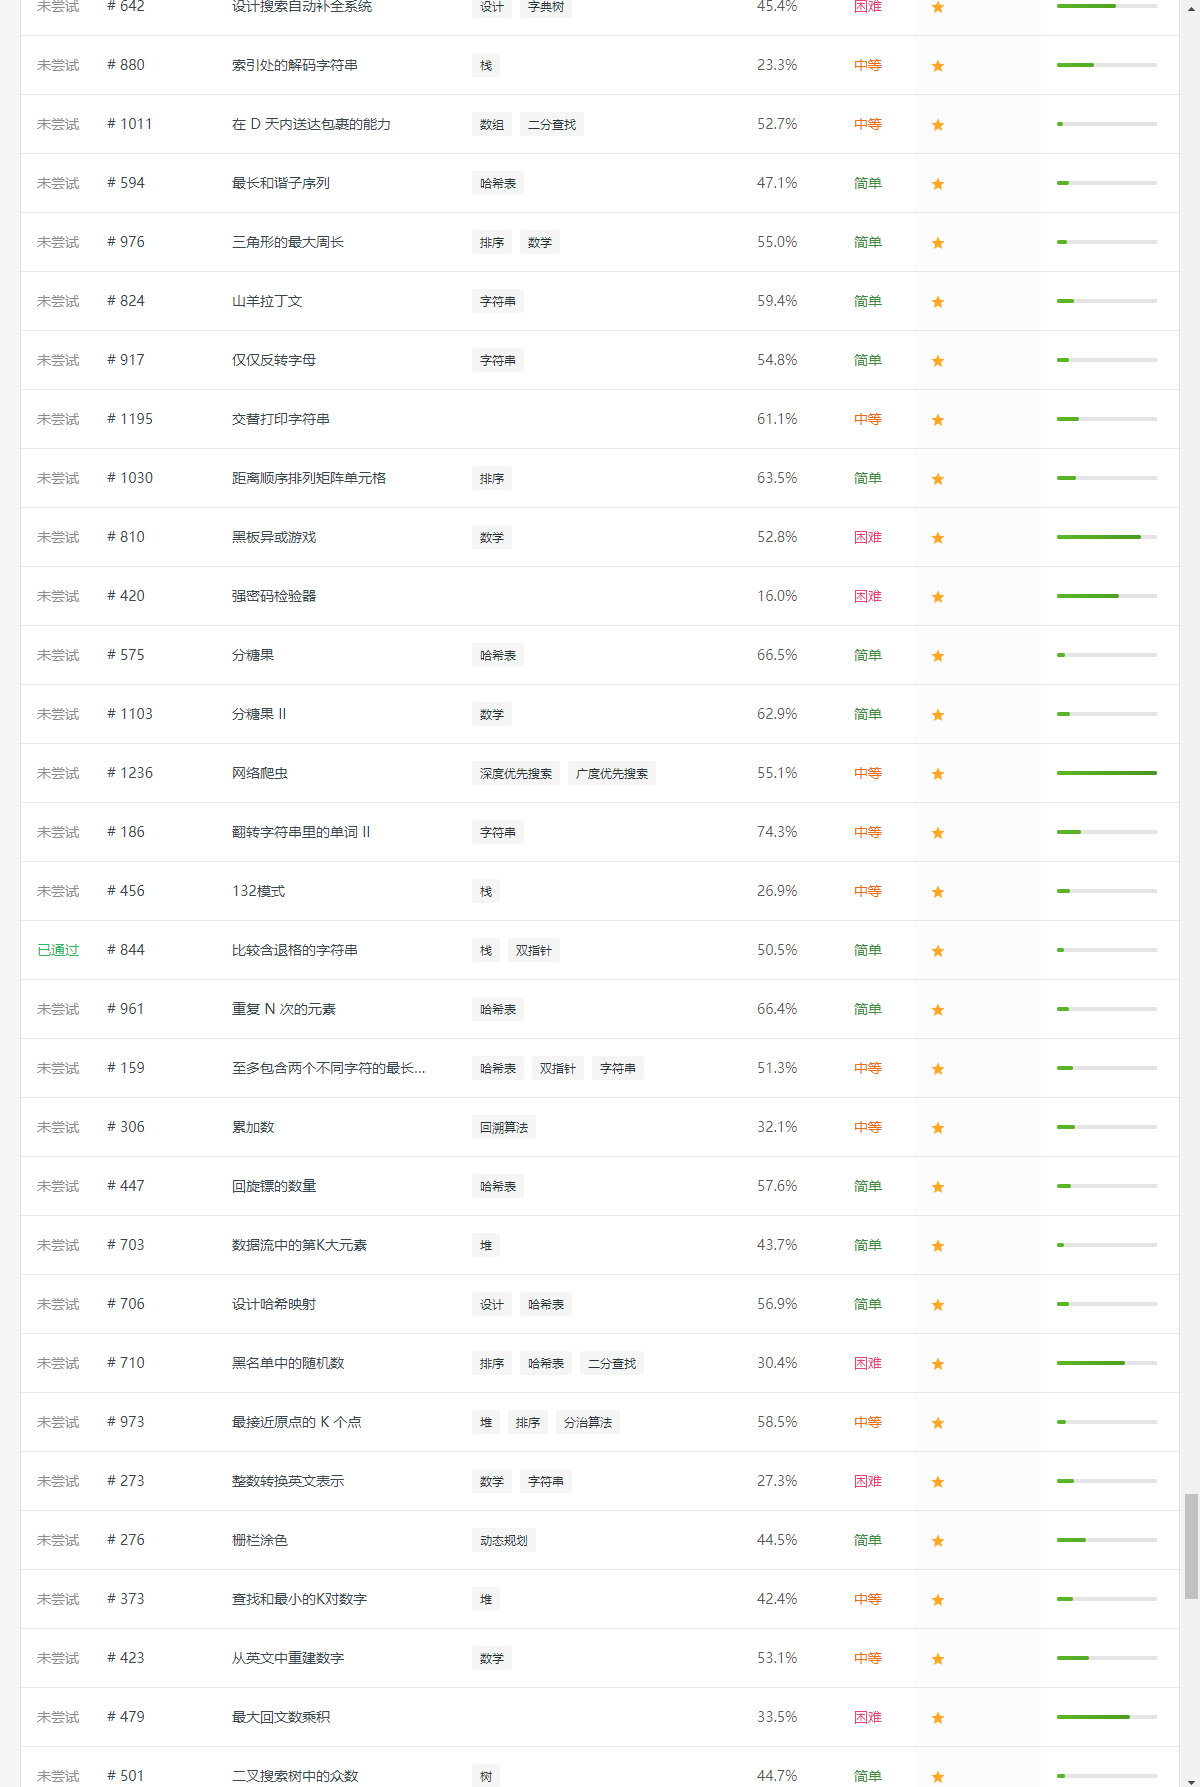 未尝试 # 642 设计搜索自动补全系统 设计 字典树 45.4% 困难
未尝试 # 880 索引处的解码字符串 栈 23.3% 中等
未尝试 # 1011 在 D 天内送达包裹的能力 数组 二分查找 52.7% 中等
未尝试 # 594 最长和谐子序列 哈希表 47.1% 简单
未尝试 # 976 三角形的最大周长 排序 数学 55.0% 简单
未尝试 # 824 山羊拉丁文 字符串 59.4% 简单
未尝试 # 917 仅仅反转字母 字符串 54.8% 简单
未尝试 # 1195 交替打印字符串 61.1% 中等
未尝试 # 1030 距离顺序排列矩阵单元格 排序 63.5% 简单
未尝试 # 810 黑板异或游戏 数学 52.8% 困难
未尝试 # 420 强密码检验器 16.0% 困难
未尝试 # 575 分糖果 哈希表 66.5% 简单
未尝试 # 1103 分糖果 II 数学 62.9% 简单
未尝试 # 1236 网络爬虫 深度优先搜索 广度优先搜索 55.1% 中等
未尝试 # 186 翻转字符串里的单词 II 字符串 74.3% 中等
未尝试 # 456 132模式 栈 26.9% 中等
已通过 # 844 比较含退格的字符串 栈 双指针 50.5% 简单
未尝试 # 961 重复 N 次的元素 哈希表 66.4% 简单
未尝试 # 159 至多包含两个不同字符的最长... 哈希表 双指针 字符串 51.3% 中等
未尝试 # 306 累加数 回溯算法 32.1% 中等
未尝试 # 447 回旋镖的数量 哈希表 57.6% 简单
未尝试 # 703 数据流中的第K大元素 堆 43.7% 简单
未尝试 # 706 设计哈希映射 设计 哈希表 56.9% 简单
未尝试 # 710 黑名单中的随机数 排序 哈希表 二分查找 30.4% 困难
未尝试 # 973 最接近原点的 K 个点 堆 排序 分治算法 58.5% 中等
未尝试 # 273 整数转换英文表示 数学 字符串 27.3% 困难
未尝试 # 276 栅栏涂色 动态规划 44.5% 简单
未尝试 # 373 查找和最小的K对数字 堆 42.4% 中等
未尝试 # 423 从英文中重建数字 数学 53.1% 中等
未尝试 # 479 最大回文数乘积 33.5% 困难
未尝试 # 501 二叉搜索树中的众数 树 44.7% 简单